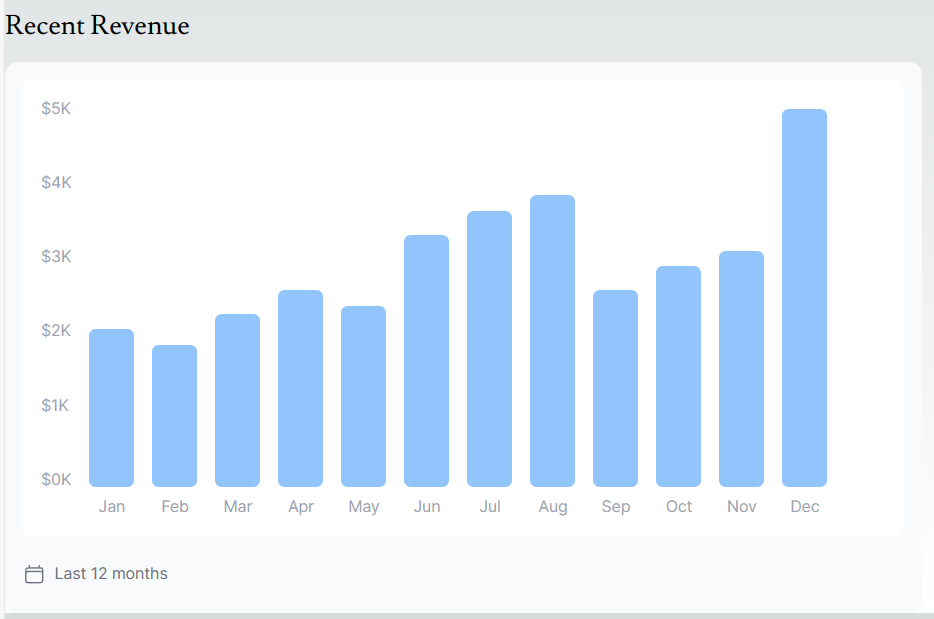 Recent Revenue
$5K
$4K
$3K
$2K
$1K
$0K
Jan Feb Mar Apr May Jun Jul Aug Sep Oct Nov Dec
Last 12 months